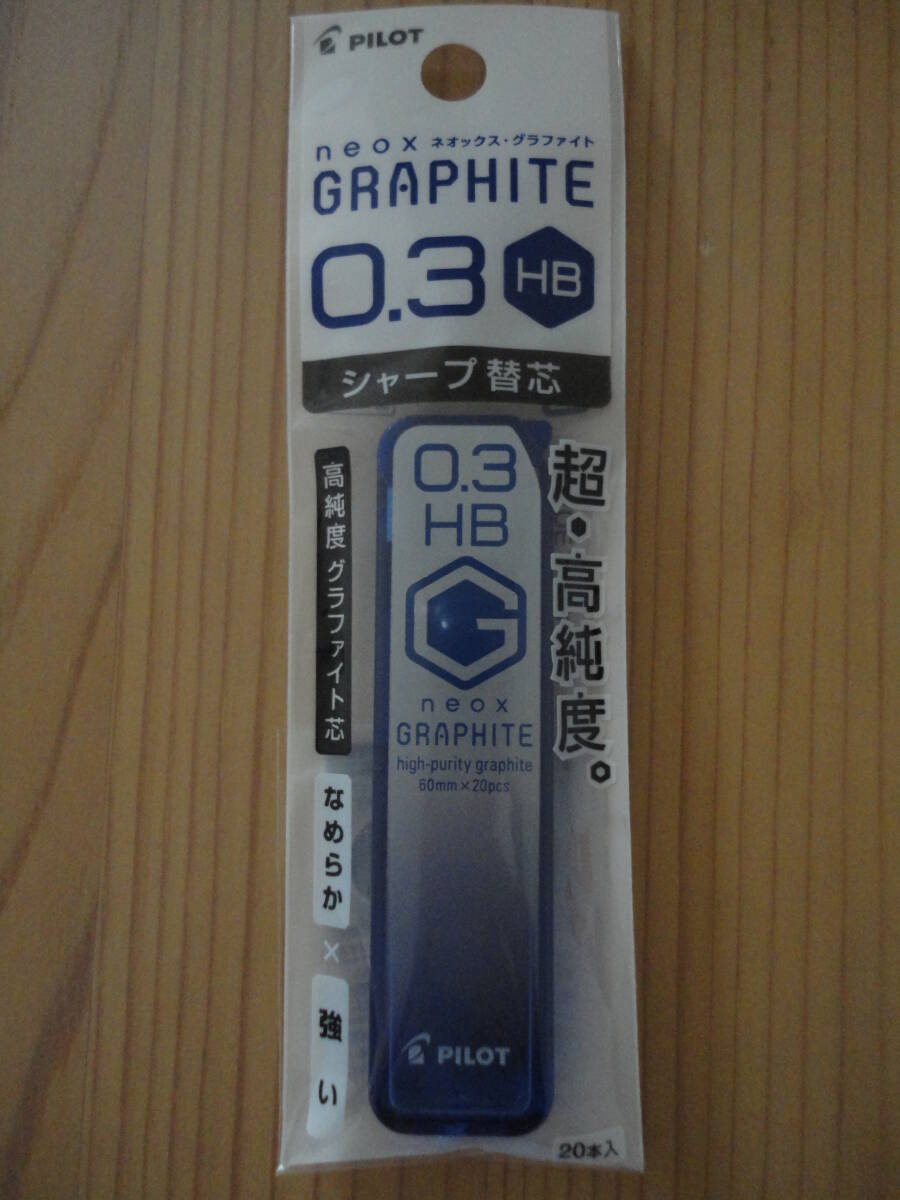 PILOT
neox ネオックス・グラファイト
GRAPHITE
0.3 HB
シャープ替芯
高純度グラファイト芯
なめらか
×
強い
0.3
HB
G
neox
GRAPHITE
high-purity graphite
60mm×20pcs
PILOT
超・高純度。
20本入